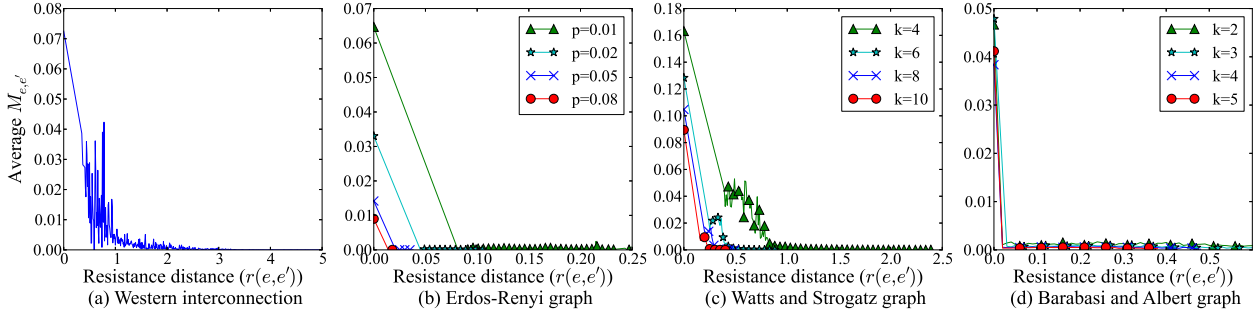 Average M_{e,e'}
0.08
0.07
0.06
0.05
0.04
0.03
0.02
0.01
0.00
0 1 2 3 4 5
Resistance distance (r(e,e'))
(a) Western interconnection
0.07
0.06
0.05
0.04
0.03
0.02
0.01
0.00
0.00 0.05 0.10 0.15 0.20 0.25
p=0.01
p=0.02
p=0.05
p=0.08
Resistance distance (r(e,e'))
(b) Erdos-Renyi graph
0.18
0.16
0.14
0.12
0.10
0.08
0.06
0.04
0.02
0.00
0.0 0.5 1.0 1.5 2.0 2.5
k=4
k=6
k=8
k=10
Resistance distance (r(e,e'))
(c) Watts and Strogatz graph
0.05
0.04
0.03
0.02
0.01
0.00
0.0 0.1 0.2 0.3 0.4 0.5
k=2
k=3
k=4
k=5
Resistance distance (r(e,e'))
(d) Barabasi and Albert graph